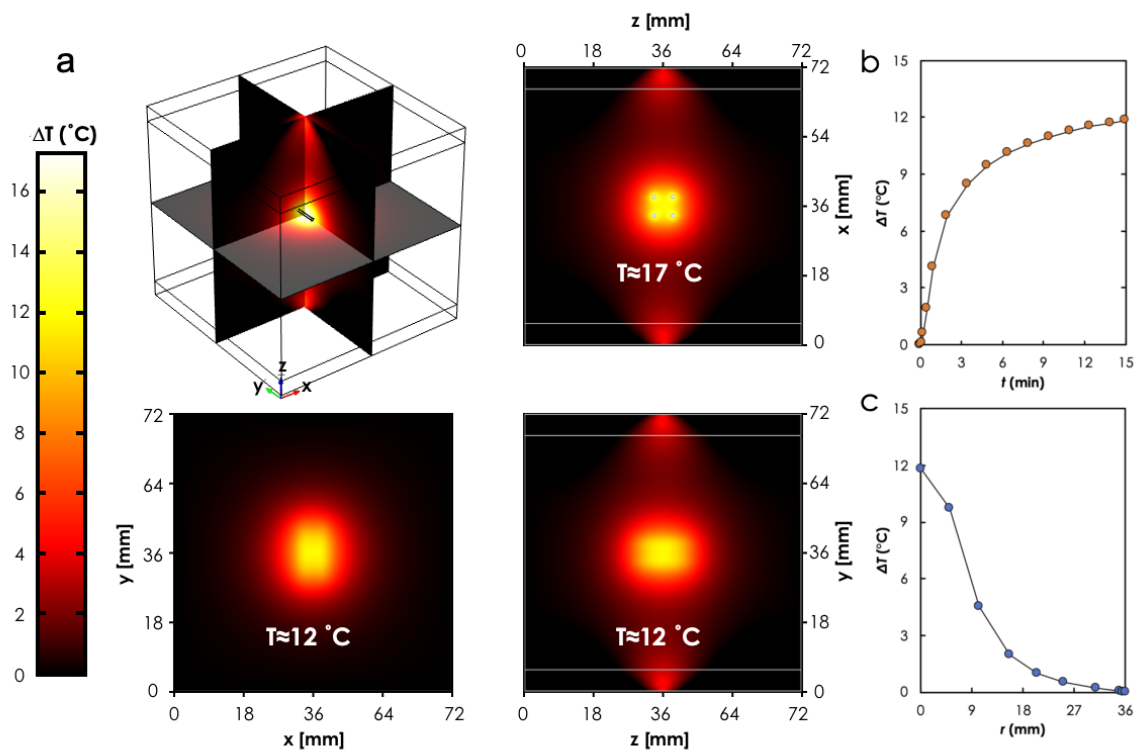 a
ΔT (˚C)
16
14
12
10
8
6
4
2
0
z
y
x
z [mm]
0 18 36 64 72
72
54
36
18
0
x [mm]
T≈17 ˚C
b
15
12
9
6
3
0
ΔT (°C)
0 3 6 9 12 15
t (min)
72
64
36
18
0
y [mm]
T≈12 ˚C
0 18 36 54 72
x [mm]
72
64
36
18
0
y [mm]
T≈12 ˚C
0 18 36 64 72
z [mm]
c
15
12
9
6
3
0
ΔT (°C)
0 9 18 27 36
r (mm)